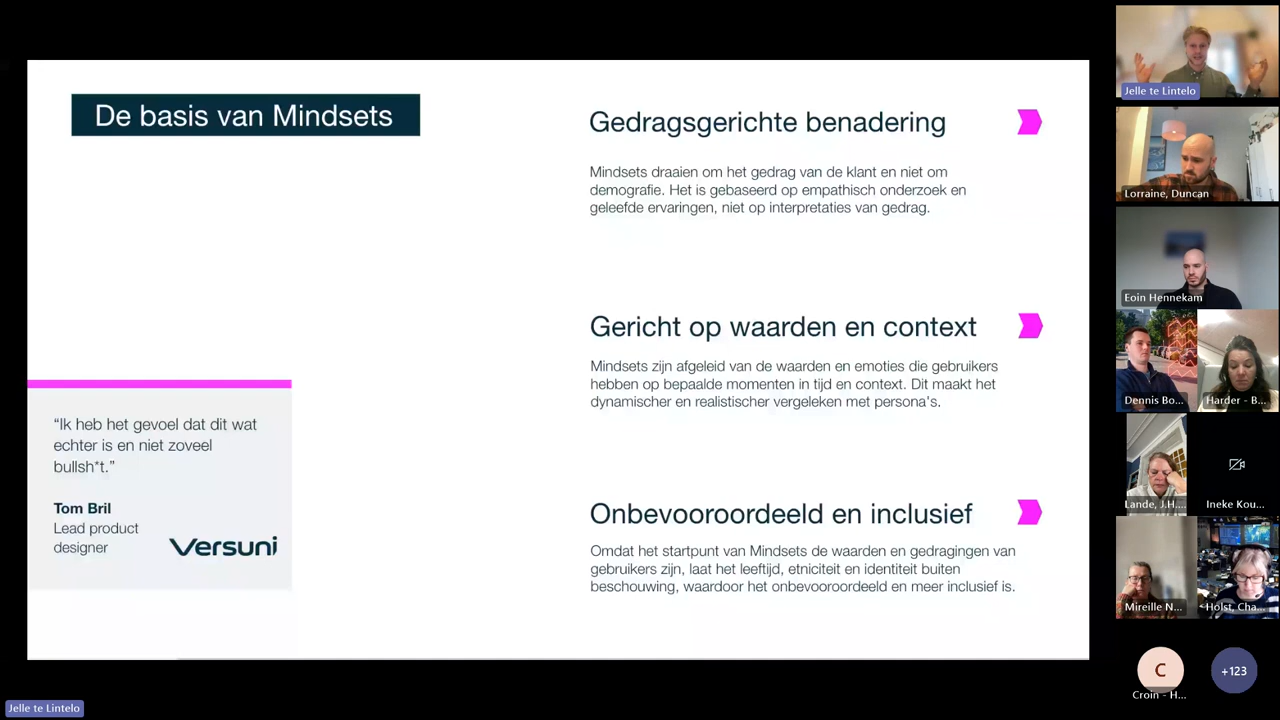 De basis van Mindsets
“Ik heb het gevoel dat dit wat
echter is en niet zoveel
bullsh*t.”
Tom Bril
Lead product
designer
Versuni
Gedragsgerichte benadering
Mindsets draaien om het gedrag van de klant en niet om
demografie. Het is gebaseerd op empathisch onderzoek en
geleefde ervaringen, niet op interpretaties van gedrag.
Gericht op waarden en context
Mindsets zijn afgeleid van de waarden en emoties die gebruikers
hebben op bepaalde momenten in tijd en context. Dit maakt het
dynamischer en realistischer vergeleken met persona's.
Onbevooroordeeld en inclusief
Omdat het startpunt van Mindsets de waarden en gedragingen van
gebruikers zijn, laat het leeftijd, etniciteit en identiteit buiten
beschouwing, waardoor het onbevooroordeeld en meer inclusief is.
Jelle te Lintelo
Lorraine, Duncan
Eoin Hennekam
Dennis Bo...
Harder - B...
Lande, J.H....
Ineke Kou...
Mireille N...
Holst, Cha...
C
Croin - H...
+123
Jelle te Lintelo